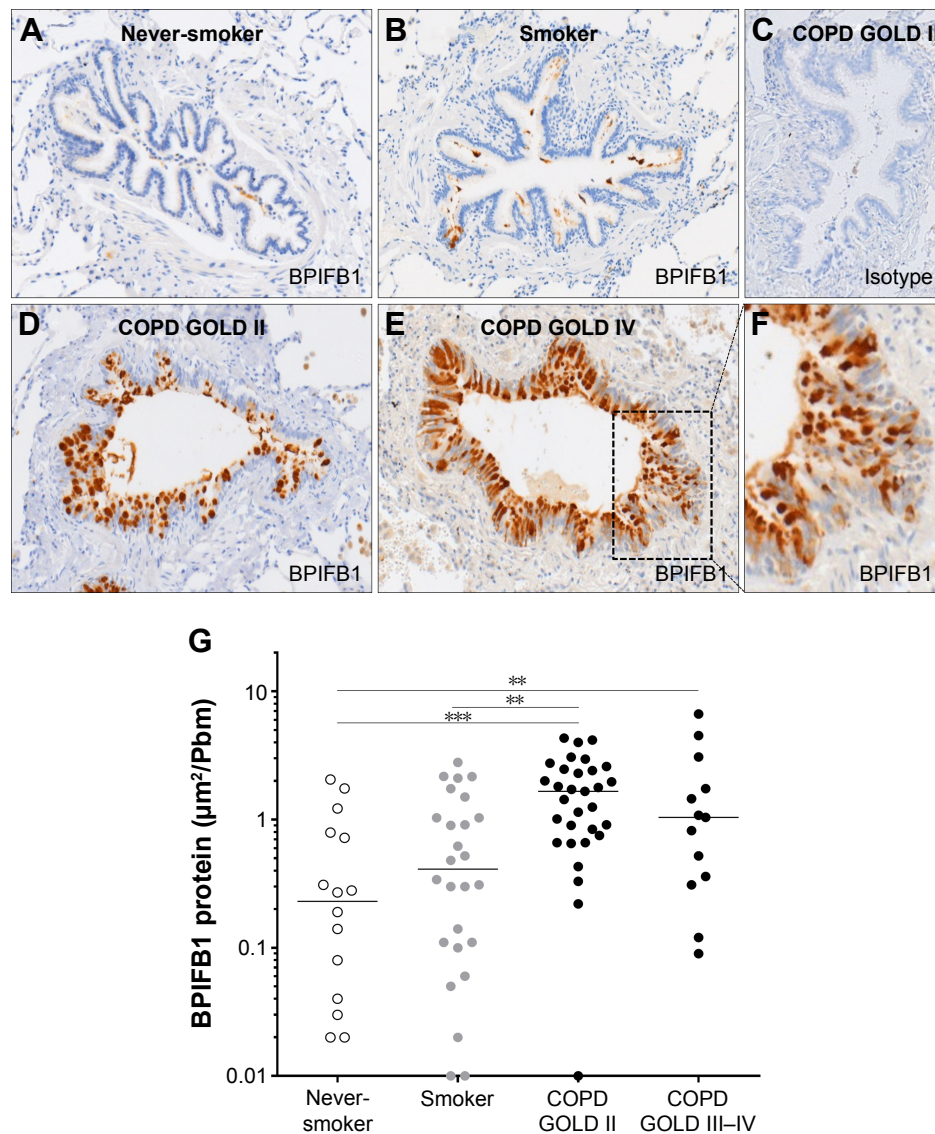 A
Never-smoker
BPIFB1
B
Smoker
BPIFB1
C
COPD GOLD I
Isotype
D
COPD GOLD II
BPIFB1
E
COPD GOLD IV
BPIFB1
F
BPIFB1
G
**
**
***
BPIFB1 protein (µm²/Pbm)
10
1
0.1
0.01
Never-
smoker
Smoker
COPD
GOLD II
COPD
GOLD III–IV